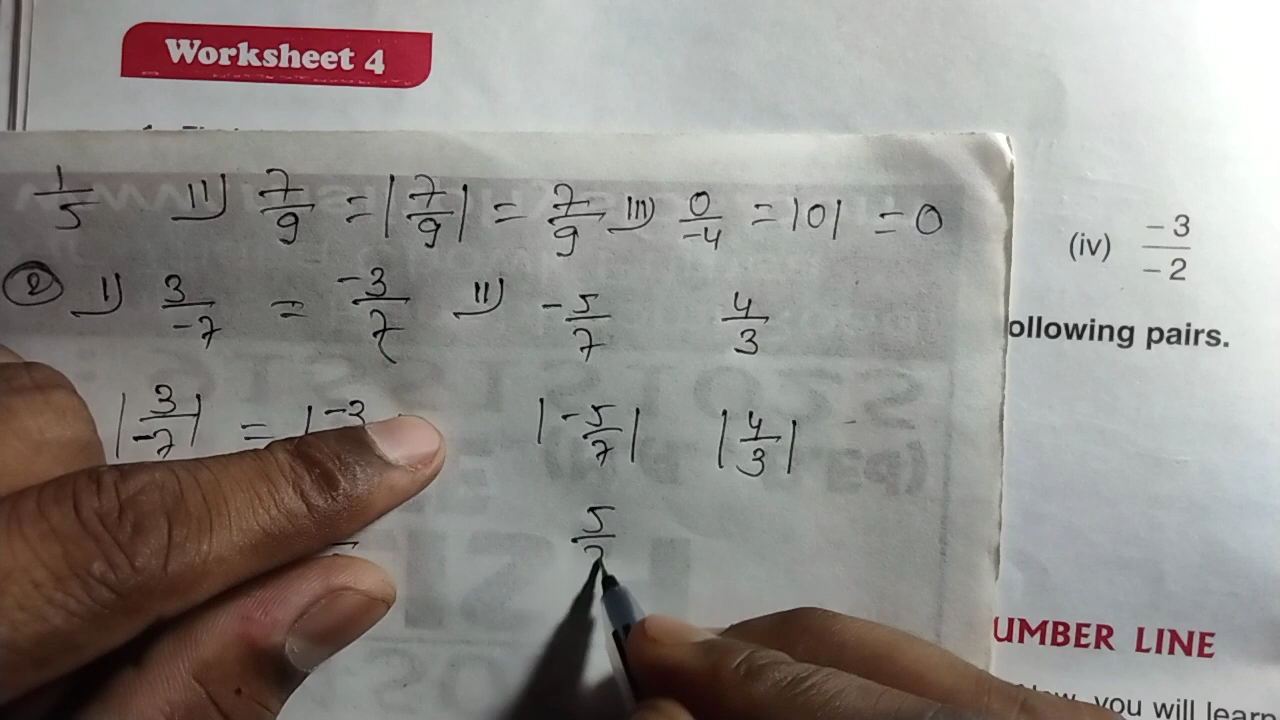 Worksheet 4
1/5 II) 7/9 = |7/9| = 7/9 III) 0/-4 = |0| = 0
(iv) -3/-2
② I) 3/-7 = -3/7 II) -5/7 4/3
ollowing pairs.
|3/-7| = |-3 |-5/7| |4/3|
5
UMBER LINE
you will learn